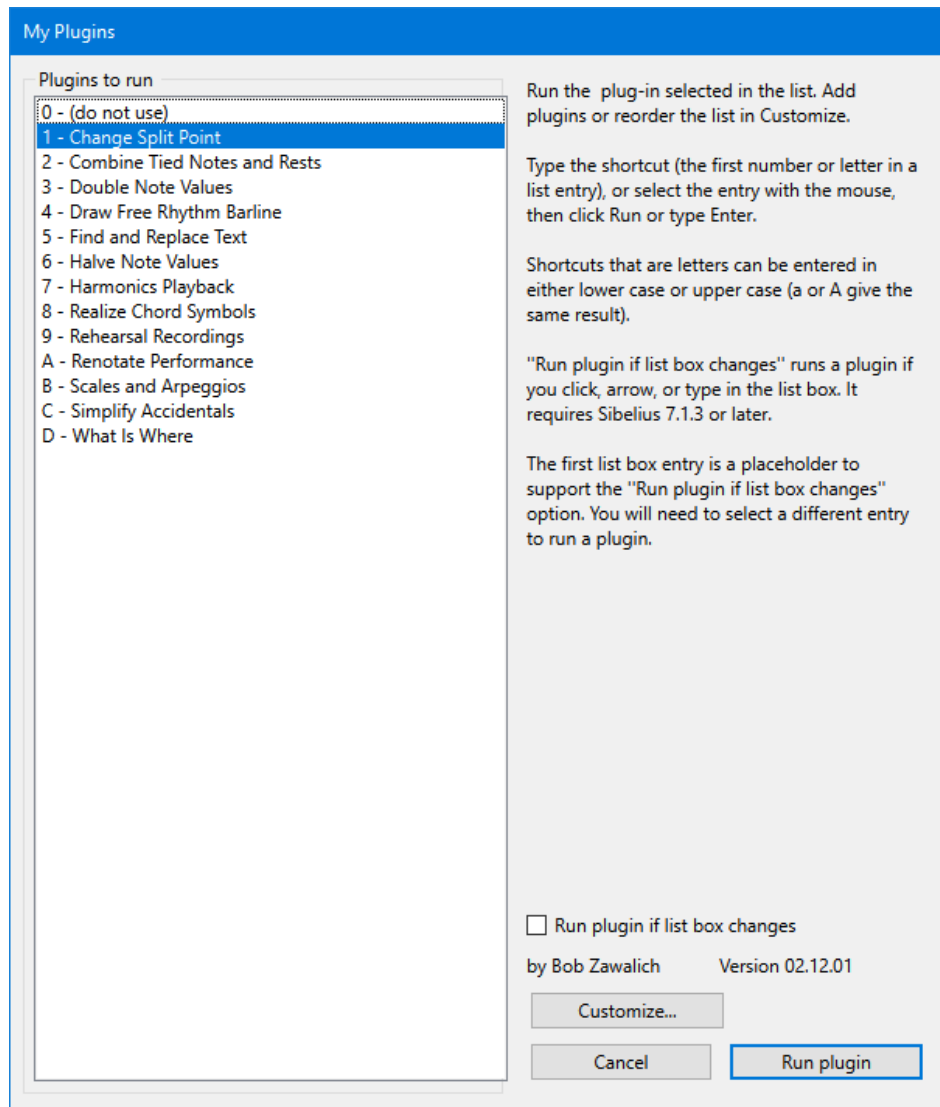 My Plugins
Plugins to run
0 - (do not use)
1 - Change Split Point
2 - Combine Tied Notes and Rests
3 - Double Note Values
4 - Draw Free Rhythm Barline
5 - Find and Replace Text
6 - Halve Note Values
7 - Harmonics Playback
8 - Realize Chord Symbols
9 - Rehearsal Recordings
A - Renotate Performance
B - Scales and Arpeggios
C - Simplify Accidentals
D - What Is Where
Run the  plug-in selected in the list. Add
plugins or reorder the list in Customize.
Type the shortcut (the first number or letter in a
list entry), or select the entry with the mouse,
then click Run or type Enter.
Shortcuts that are letters can be entered in
either lower case or upper case (a or A give the
same result).
''Run plugin if list box changes'' runs a plugin if
you click, arrow, or type in the list box. It
requires Sibelius 7.1.3 or later.
The first list box entry is a placeholder to
support the ''Run plugin if list box changes''
option. You will need to select a different entry
to run a plugin.
Run plugin if list box changes
by Bob Zawalich Version 02.12.01
Customize...
Cancel Run plugin